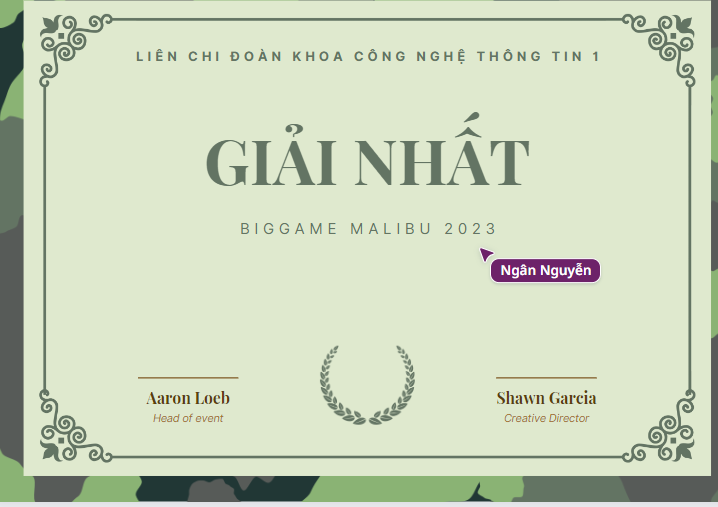 LIÊN CHI ĐOÀN KHOA CÔNG NGHỆ THÔNG TIN 1
GIẢI NHẤT
BIGGAME MALIBU 2023
Ngân Nguyễn
Aaron Loeb
Head of event
Shawn Garcia
Creative Director